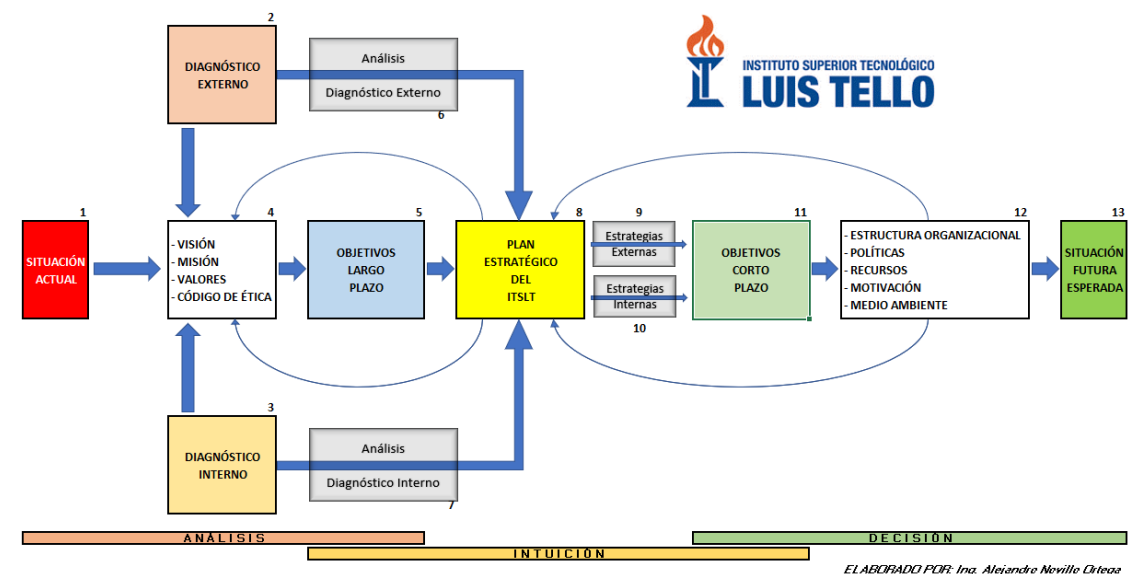 2
DIAGNÓSTICO
EXTERNO
Análisis
Diagnóstico Externo
6
INSTITUTO SUPERIOR TECNOLÓGICO
LUIS TELLO
1
SITUACIÓN
ACTUAL
4
- VISIÓN
- MISIÓN
- VALORES
- CÓDIGO DE ÉTICA
5
OBJETIVOS
LARGO
PLAZO
8
PLAN
ESTRATÉGICO
DEL
ITSLT
9
Estrategias
Externas
Estrategias
Internas
10
11
OBJETIVOS
CORTO
PLAZO
12
- ESTRUCTURA ORGANIZACIONAL
- POLÍTICAS
- RECURSOS
- MOTIVACIÓN
- MEDIO AMBIENTE
13
SITUACIÓN
FUTURA
ESPERADA
3
DIAGNÓSTICO
INTERNO
Análisis
Diagnóstico Interno
7
ANÁLISIS
DECISIÓN
INTUICIÓN
ELABORADO POR: Ing. Alejandro Novillo Ortega